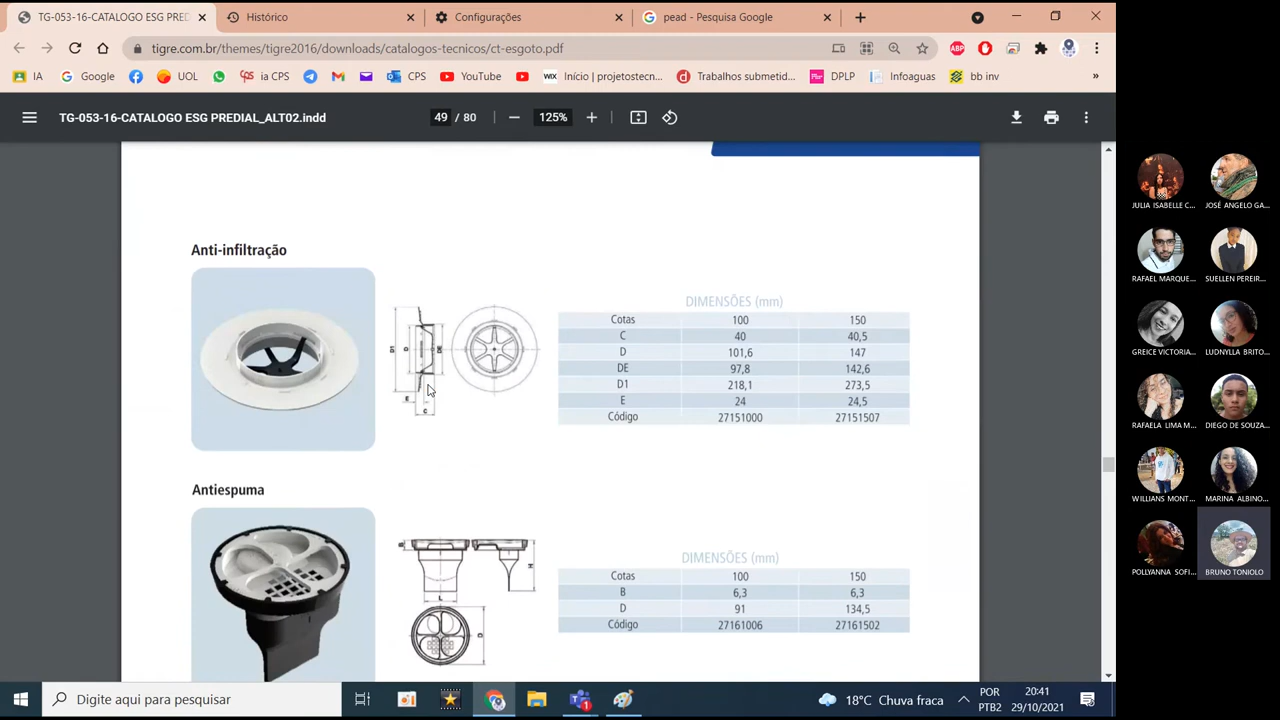 TG-053-16-CATALOGO ESG PREDI
Histórico
Configurações
pead - Pesquisa Google
tigre.com.br/themes/tigre2016/downloads/catalogos-tecnicos/ct-esgoto.pdf
ABP
IA
Google
UOL
ia CPS
CPS
YouTube
WIX
Início | projetostecn...
Trabalhos submetid...
DPLP
Infoaguas
bb inv
»
TG-053-16-CATALOGO ESG PREDIAL_ALT02.indd
49 / 80
125%
Anti-infiltração
D1 D DE
E
C
DIMENSÕES (mm)
Cotas 100 150
C 40 40,5
D 101,6 147
DE 97,8 142,6
D1 218,1 273,5
E 24 24,5
Código 27151000 27151507
Antiespuma
B H
L
D
DIMENSÕES (mm)
Cotas 100 150
B 6,3 6,3
D 91 134,5
Código 27161006 27161502
JULIA ISABELLE C...
JOSÉ ANGELO GA...
RAFAEL MARQUE...
SUELLEN PEREIR...
GREICE VICTORIA...
LUDNYLLA BRITO...
RAFAELA LIMA M...
DIEGO DE SOUZA...
WILLIANS MONT...
MARINA ALBINO...
POLLYANNA SOFI...
BRUNO TONIOLO
Digite aqui para pesquisar
1
18°C Chuva fraca
POR
PTB2
20:41
29/10/2021